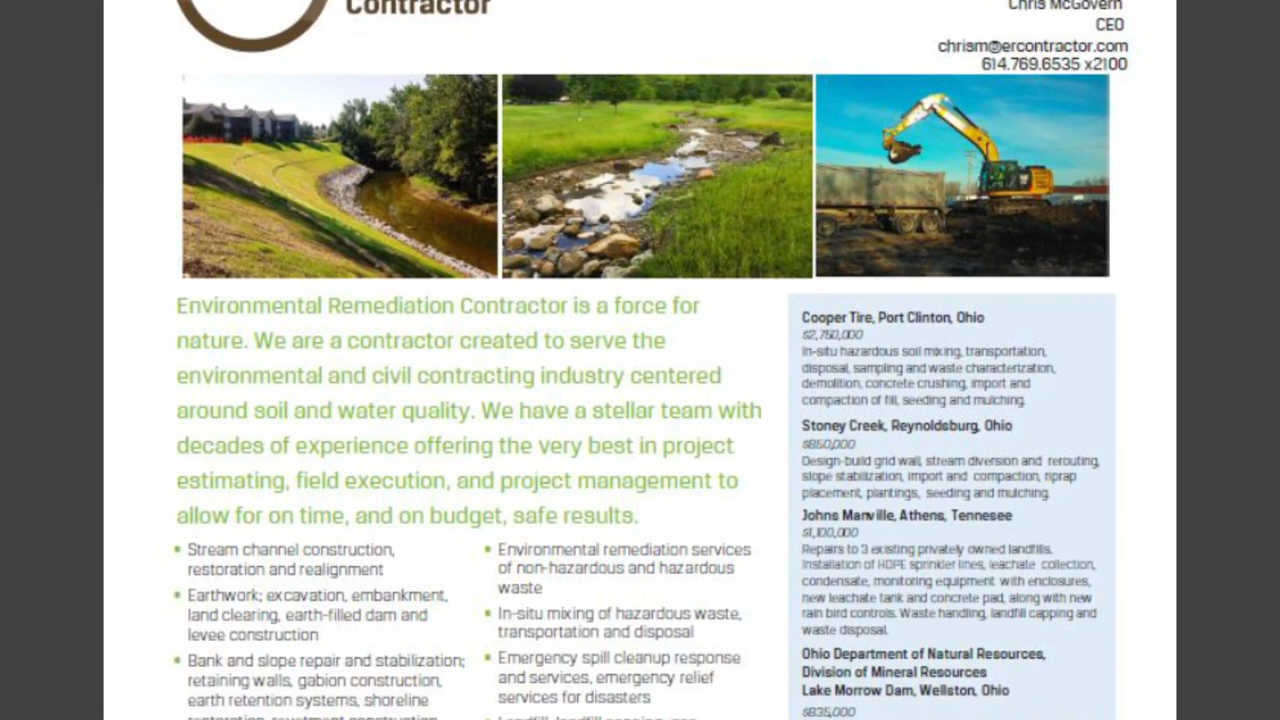 Contractor
Chris McGovern
CEO
chrism@ercontractor.com
614.769.6535 x2100
Environmental Remediation Contractor is a force for
nature. We are a contractor created to serve the
environmental and civil contracting industry centered
around soil and water quality. We have a stellar team with
decades of experience offering the very best in project
estimating, field execution, and project management to
allow for on time, and on budget, safe results.
• Stream channel construction,
restoration and realignment
• Earthwork; excavation, embankment,
land clearing, earth-filled dam and
levee construction
• Bank and slope repair and stabilization;
retaining walls, gabion construction,
earth retention systems, shoreline
restoration, revetment construction
• Environmental remediation services
of non-hazardous and hazardous
waste
• In-situ mixing of hazardous waste,
transportation and disposal
• Emergency spill cleanup response
and services, emergency relief
services for disasters
Cooper Tire, Port Clinton, Ohio
$2,750,000
In-situ hazardous soil mixing, transportation,
disposal, sampling and waste characterization,
demolition, concrete crushing, import and
compaction of fill, seeding and mulching.
Stoney Creek, Reynoldsburg, Ohio
$850,000
Design-build grid wall, stream diversion and rerouting,
slope stabilization, import and compaction, riprap
placement, plantings, seeding and mulching.
Johns Manville, Athens, Tennesee
$1,100,000
Repairs to 3 existing privately owned landfills.
Installation of HDPE sprinkler lines, leachate collection,
condensate, monitoring equipment with enclosures,
new leachate tank and concrete pad, along with new
rain bird controls. Waste handling, landfill capping and
waste disposal.
Ohio Department of Natural Resources,
Division of Mineral Resources
Lake Morrow Dam, Wellston, Ohio
$835,000